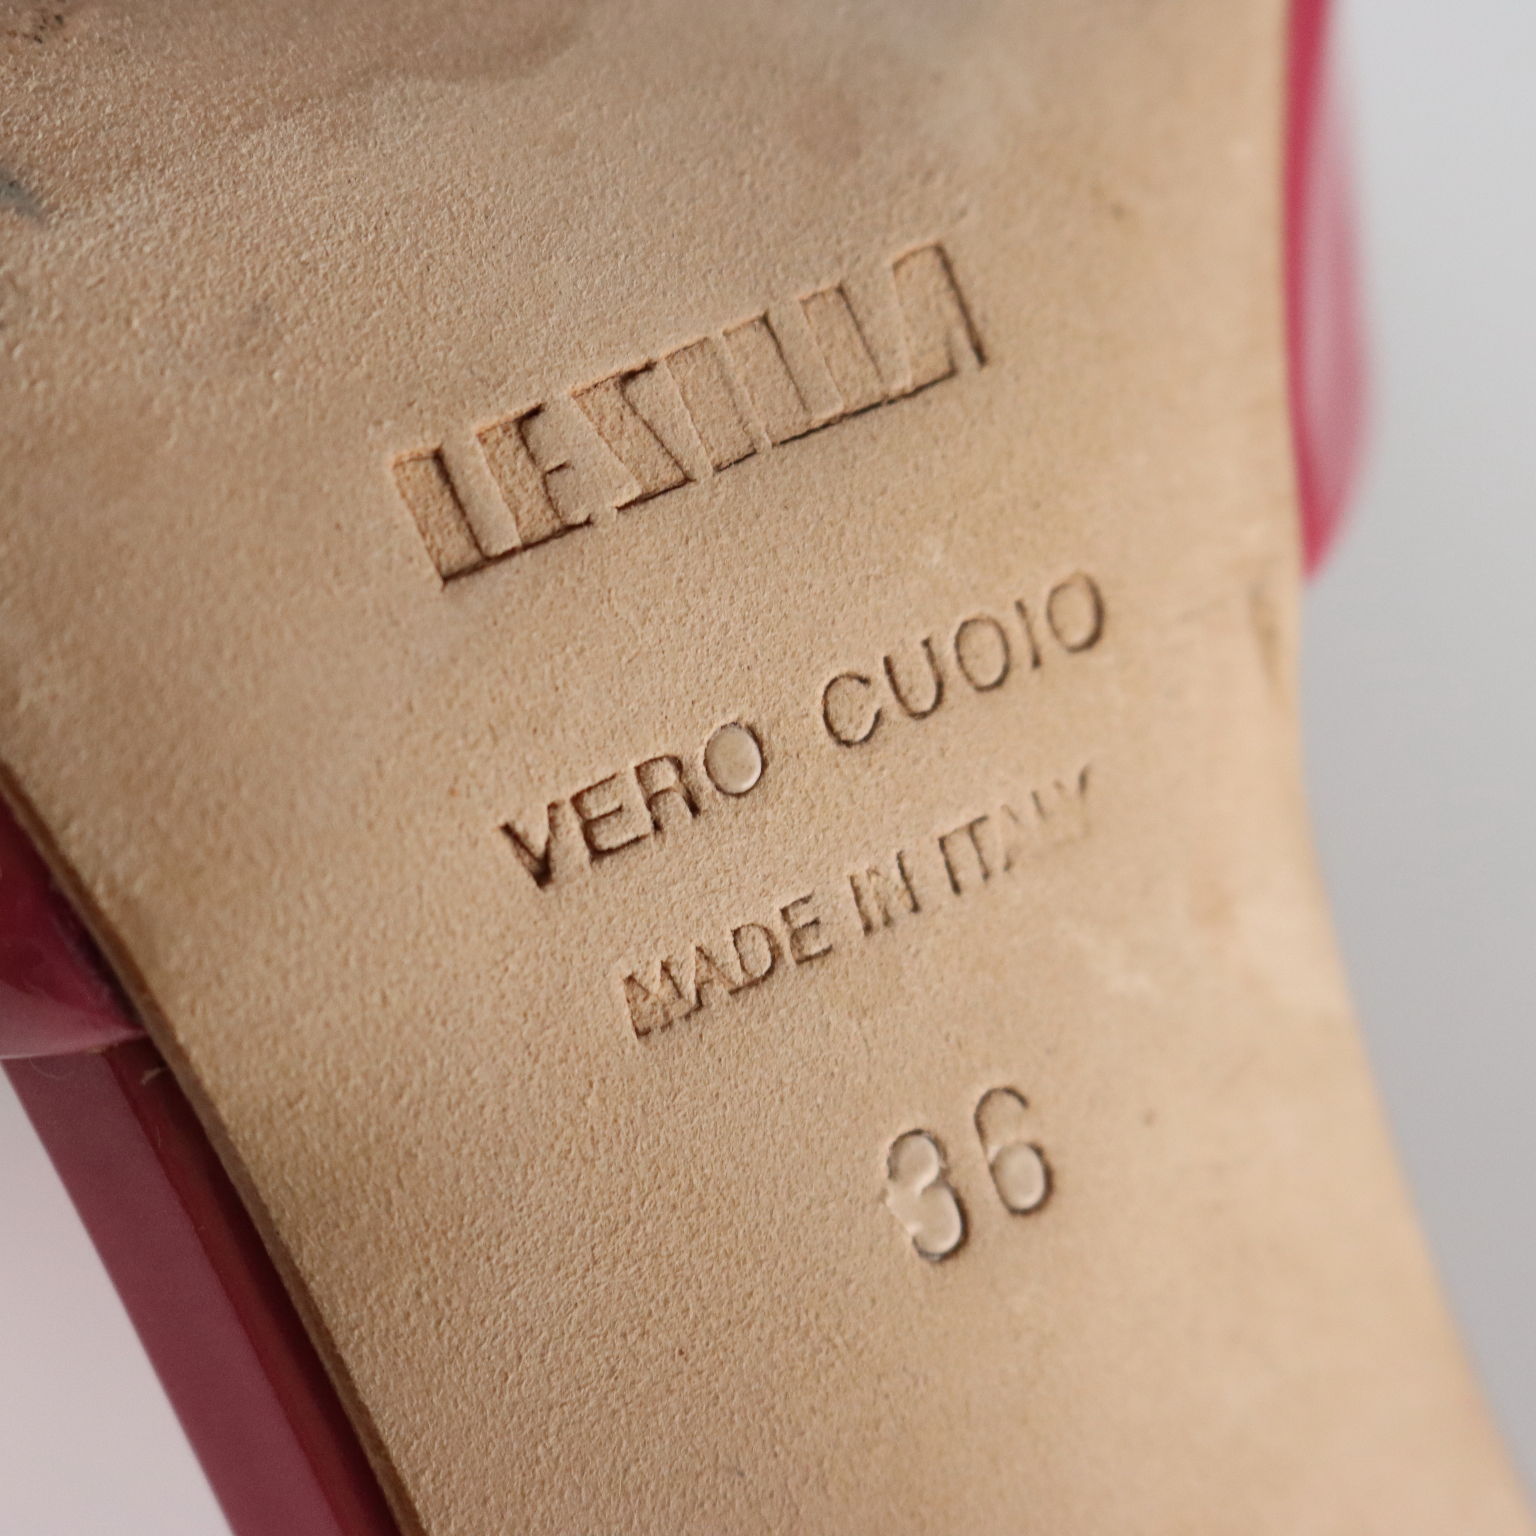 LE SILLA
VERO CUOIO
MADE IN ITALY
36